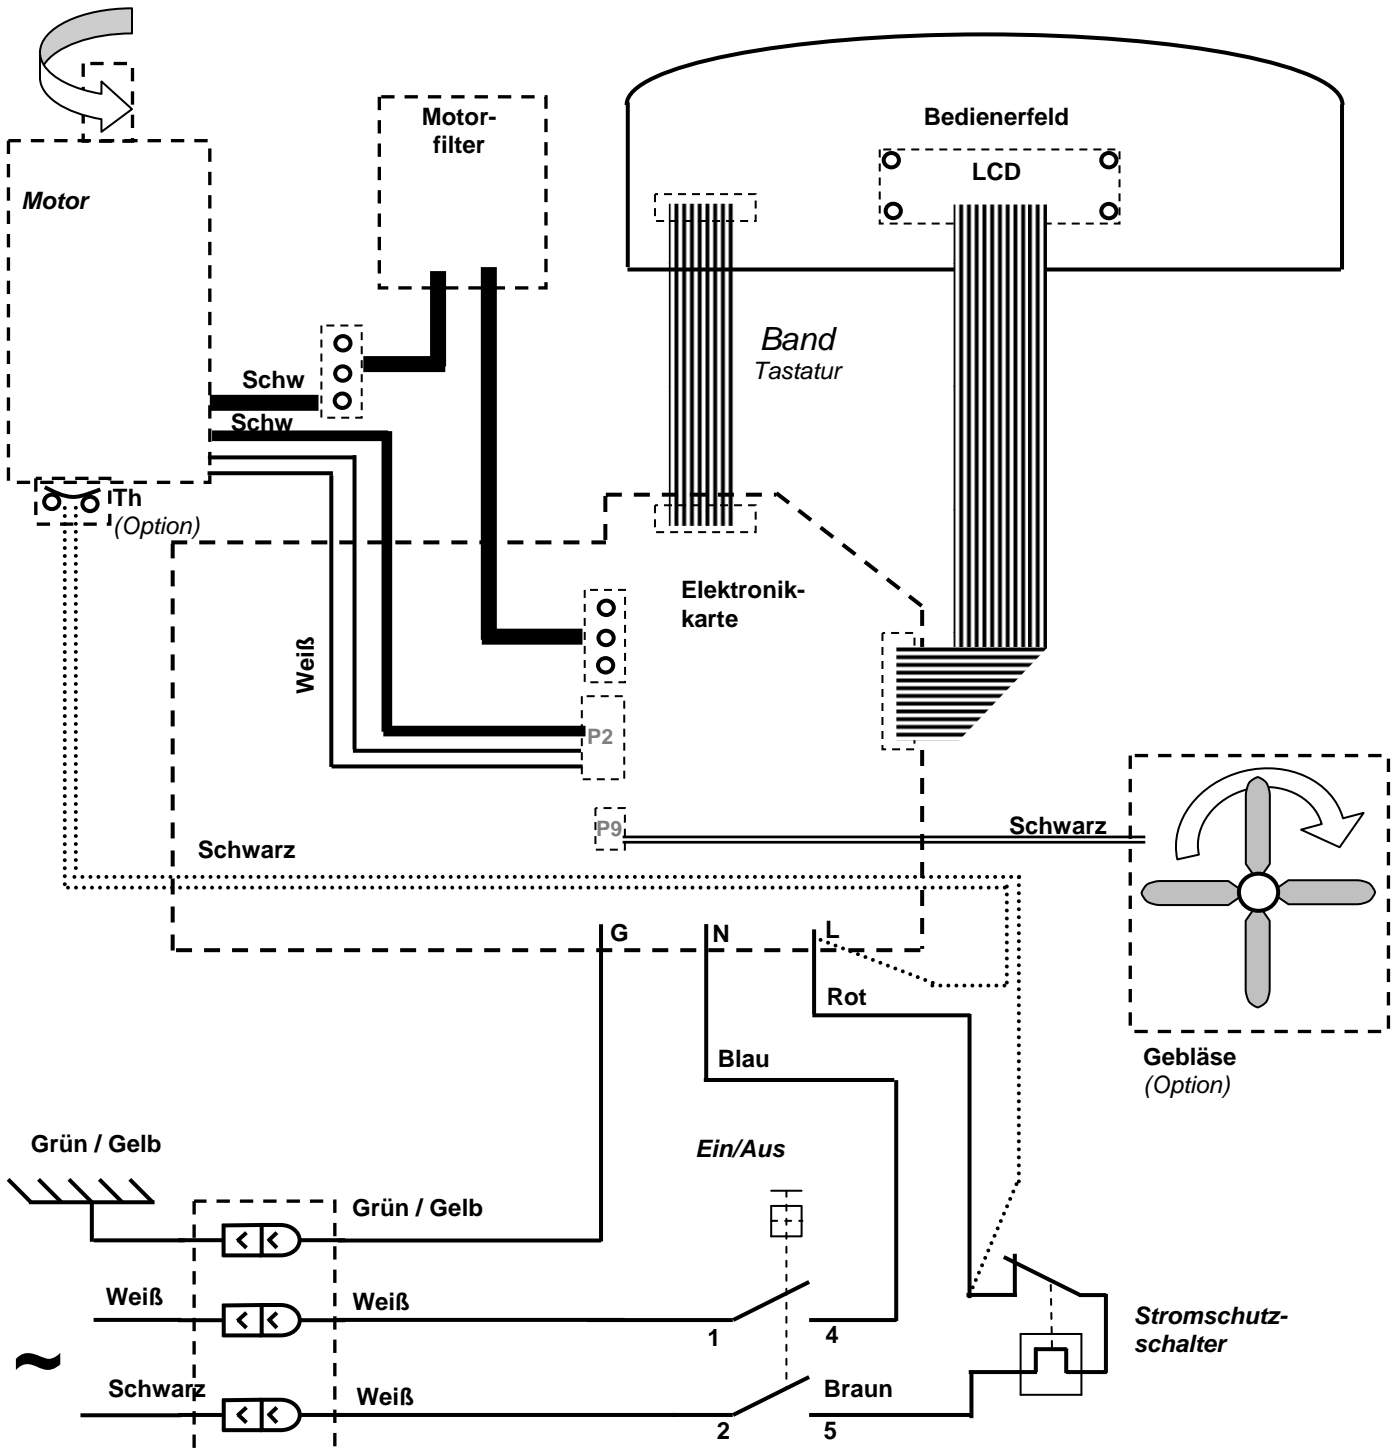 Motor-
filter
Bedienerfeld
LCD
Motor
Band
Tastatur
Schw
Schw
Th
(Option)
Elektronik-
karte
Weiß
P2
P9
Schwarz
Schwarz
G
N
L
Rot
Blau
Gebläse
(Option)
Grün / Gelb
Ein/Aus
Grün / Gelb
Weiß
Weiß
1
4
Stromschutz-
schalter
~
Schwarz
Weiß
Braun
2
5